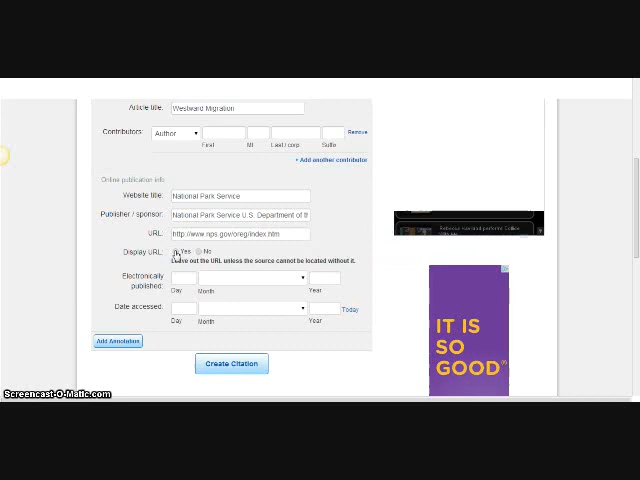 Article title: Westward Migration
Contributors: Author Remove
First MI Last / corp. Suffix
+ Add another contributor
Online publication info
Website title: National Park Service
Publisher / sponsor: National Park Service U.S. Department of th
URL: http://www.nps.gov/oreg/index.htm
Display URL: Yes No
Leave out the URL unless the source cannot be located without it.
Electronically
published:
Day Month Year
Date accessed: Today
Day Month Year
Add Annotation
Create Citation
IT IS
SO
GOOD®
Screencast-O-Matic.com